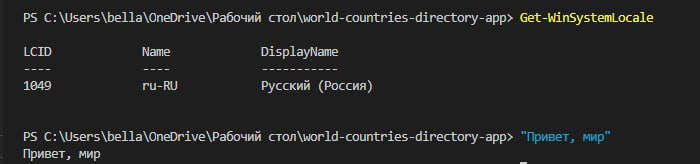 PS C:\Users\bella\OneDrive\Рабочий стол\world-countries-directory-app> Get-WinSystemLocale
LCID Name DisplayName
---- ---- -----------
1049 ru-RU Русский (Россия)
PS C:\Users\bella\OneDrive\Рабочий стол\world-countries-directory-app> "Привет, мир"
Привет, мир